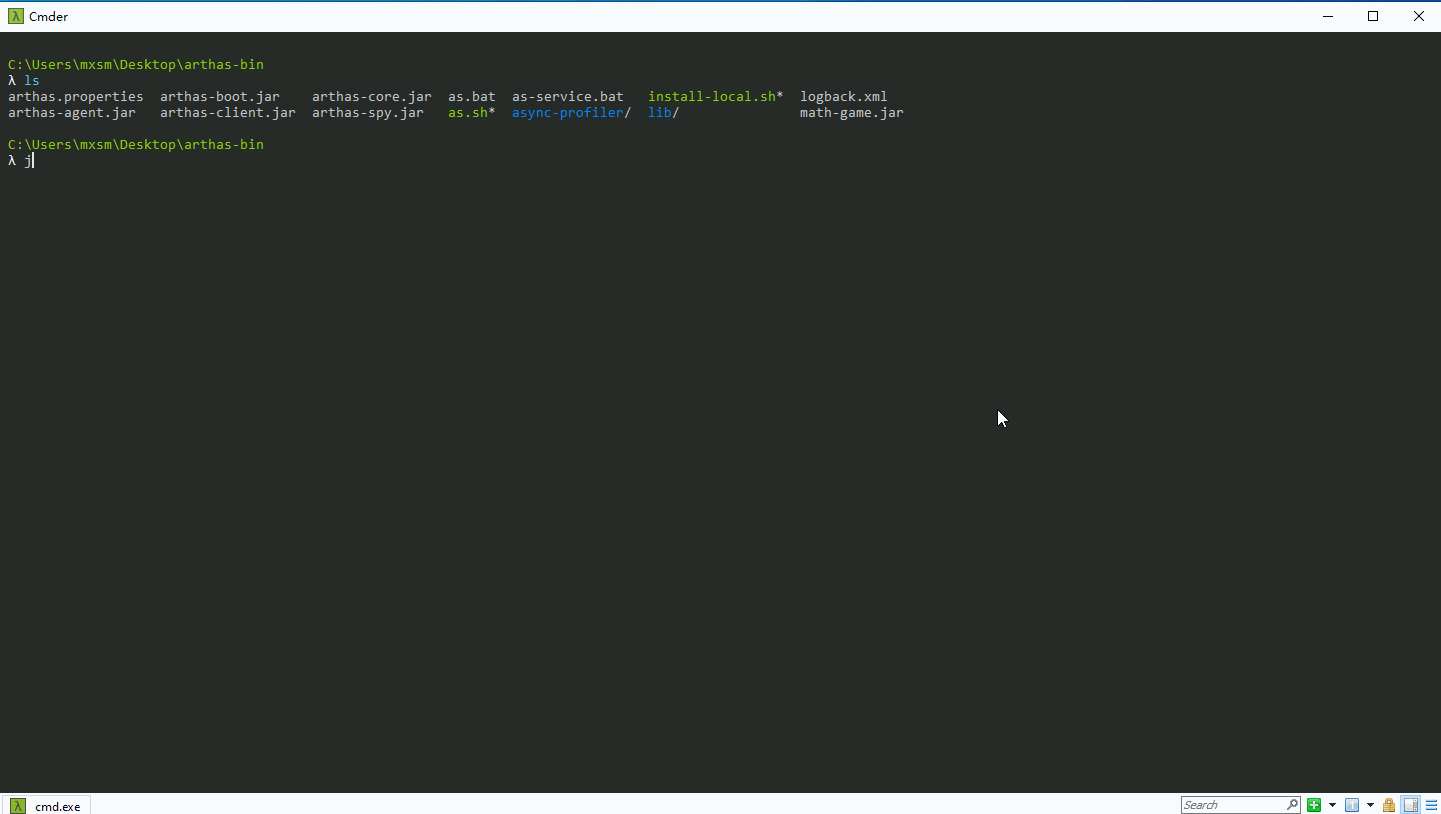 Cmder
C:\Users\mxsm\Desktop\arthas-bin
λ ls
arthas.properties  arthas-boot.jar    arthas-core.jar  as.bat  as-service.bat   install-local.sh*  logback.xml
arthas-agent.jar   arthas-client.jar  arthas-spy.jar   as.sh*  async-profiler/  lib/               math-game.jar
C:\Users\mxsm\Desktop\arthas-bin
λ j
cmd.exe
Search